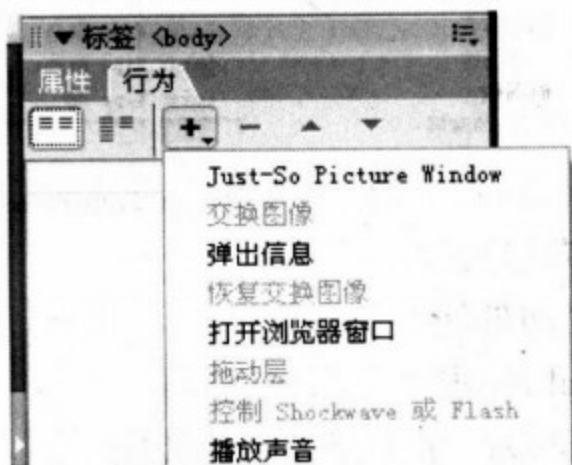 标签 <body>
属性 行为
Just-So Picture Window
交换图像
弹出信息
恢复交换图像
打开浏览器窗口
拖动层
控制 Shockwave 或 Flash
播放声音